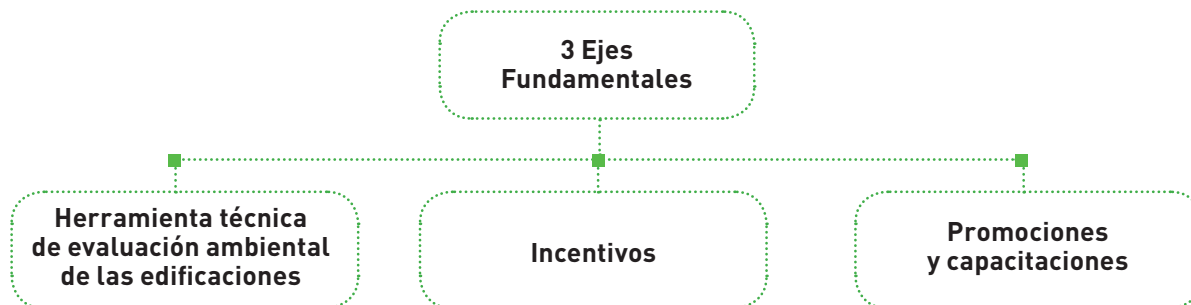 3 Ejes
Fundamentales
Herramienta técnica
de evaluación ambiental
de las edificaciones
Incentivos
Promociones
y capacitaciones